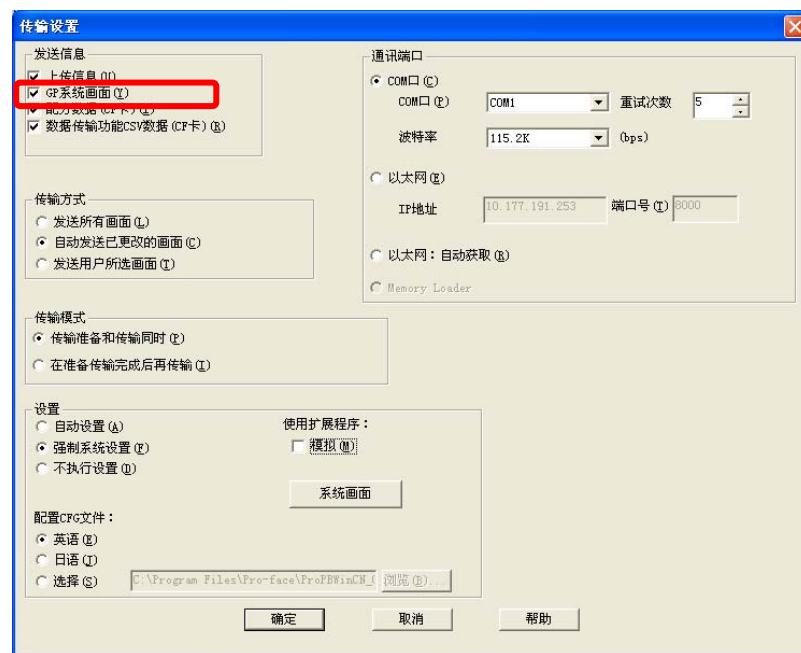 传输设置
发送信息
上传信息(U)
GP系统画面(Y)
配方数据(CF卡)(I)
数据传输功能CSV数据(CF卡)(R)
传输方式
发送所有画面(L)
自动发送已更改的画面(C)
发送用户所选画面(T)
传输模式
传输准备和传输同时(P)
在准备传输完成后再传输(I)
设置
自动设置(A)
强制系统设置(F)
不执行设置(D)
使用扩展程序:
模拟(M)
系统画面
配置CFG文件:
英语(E)
日语(J)
选择(S) C:\Program Files\Pro-face\ProPBWinCN_ 浏览(B)...
通讯端口
COM口(C)
COM口(P) COM1 重试次数 5
波特率 115.2K (bps)
以太网(E)
IP地址 10.177.191.253 端口号(T) 8000
以太网:自动获取(R)
Memory Loader
确定 取消 帮助